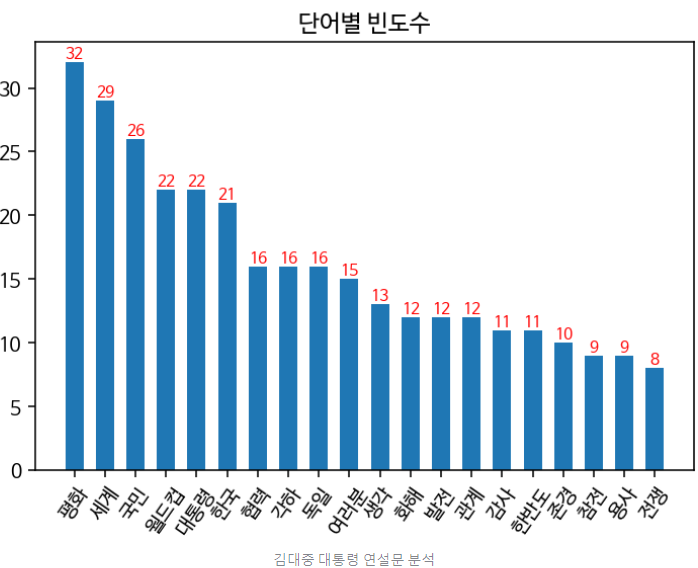 단어별 빈도수
32
29
26
22
22
21
16
16
16
15
13
12
12
12
11
11
10
9
9
8
30
25
20
15
10
5
0
평화
세계
국민
월드컵
대통령
한국
협력
각하
독일
여러분
생각
화해
발전
관계
감사
한반도
존경
참전
용사
전쟁
김대중 대통령 연설문 분석